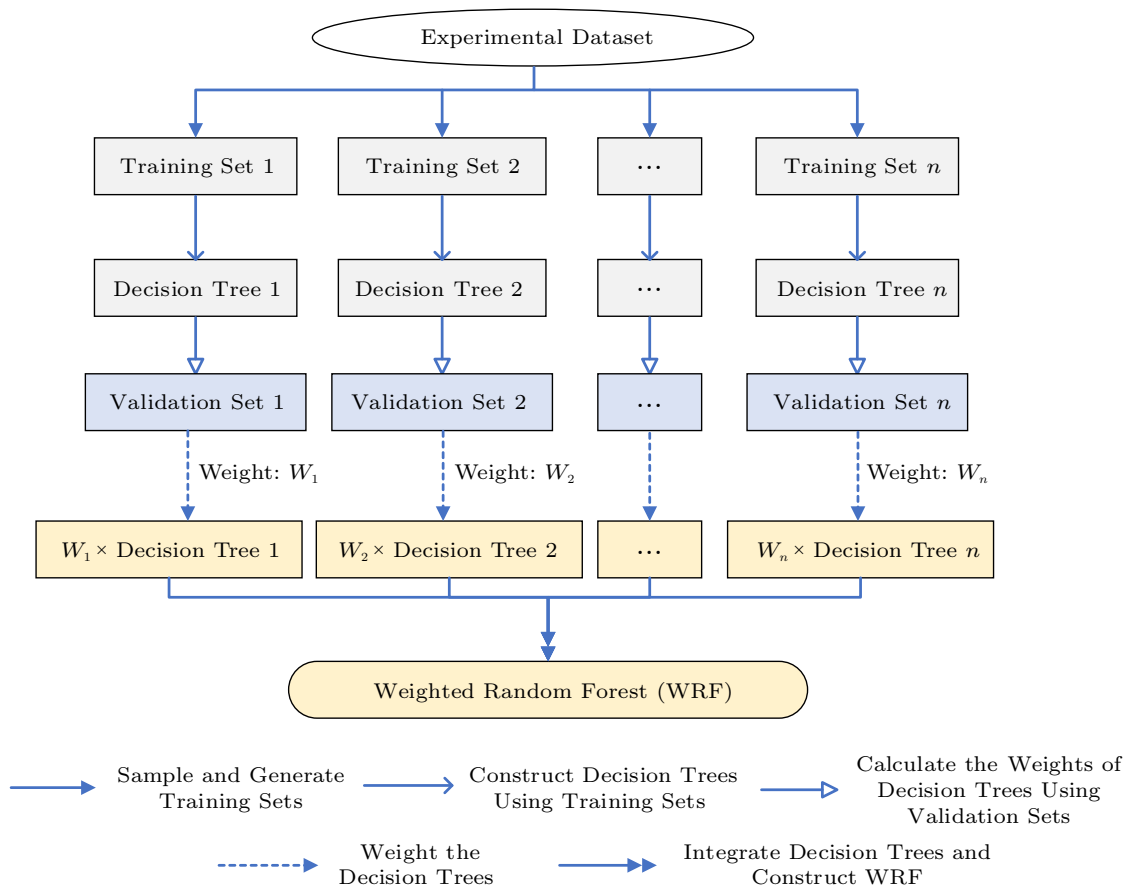 Experimental Dataset
Training Set 1
Training Set 2
...
Training Set n
Decision Tree 1
Decision Tree 2
...
Decision Tree n
Validation Set 1
Validation Set 2
...
Validation Set n
Weight: W₁
Weight: W₂
Weight: Wₙ
W₁ × Decision Tree 1
W₂ × Decision Tree 2
...
Wₙ × Decision Tree n
Weighted Random Forest (WRF)
Sample and Generate
Training Sets
Construct Decision Trees
Using Training Sets
Calculate the Weights of
Decision Trees Using
Validation Sets
Weight the
Decision Trees
Integrate Decision Trees and
Construct WRF